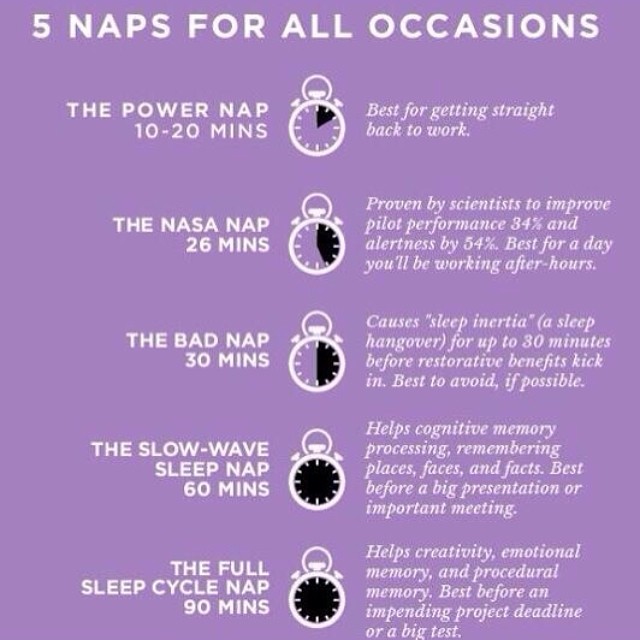 5 NAPS FOR ALL OCCASIONS
THE POWER NAP
10-20 MINS
Best for getting straight
back to work.
THE NASA NAP
26 MINS
Proven by scientists to improve
pilot performance 34% and
alertness by 54%. Best for a day
you'll be working after-hours.
THE BAD NAP
30 MINS
Causes "sleep inertia" (a sleep
hangover) for up to 30 minutes
before restorative benefits kick
in. Best to avoid, if possible.
THE SLOW-WAVE
SLEEP NAP
60 MINS
Helps cognitive memory
processing, remembering
places, faces, and facts. Best
before a big presentation or
important meeting.
THE FULL
SLEEP CYCLE NAP
90 MINS
Helps creativity, emotional
memory, and procedural
memory. Best before an
impending project deadline
or a big test.